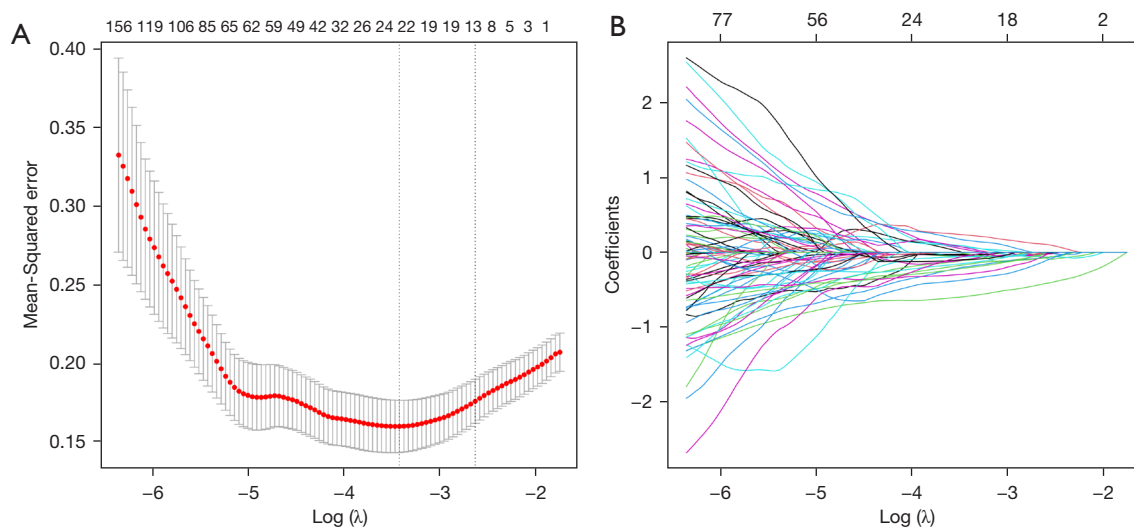 A
156 119 106 85 65 62 59 49 42 32 26 24 22 19 19 13 8 5 3 1
0.40
0.35
0.30
0.25
0.20
0.15
Mean-Squared error
−6 −5 −4 −3 −2
Log (λ)
B
77 56 24 18 2
2
1
0
−1
−2
Coefficients
−6 −5 −4 −3 −2
Log (λ)